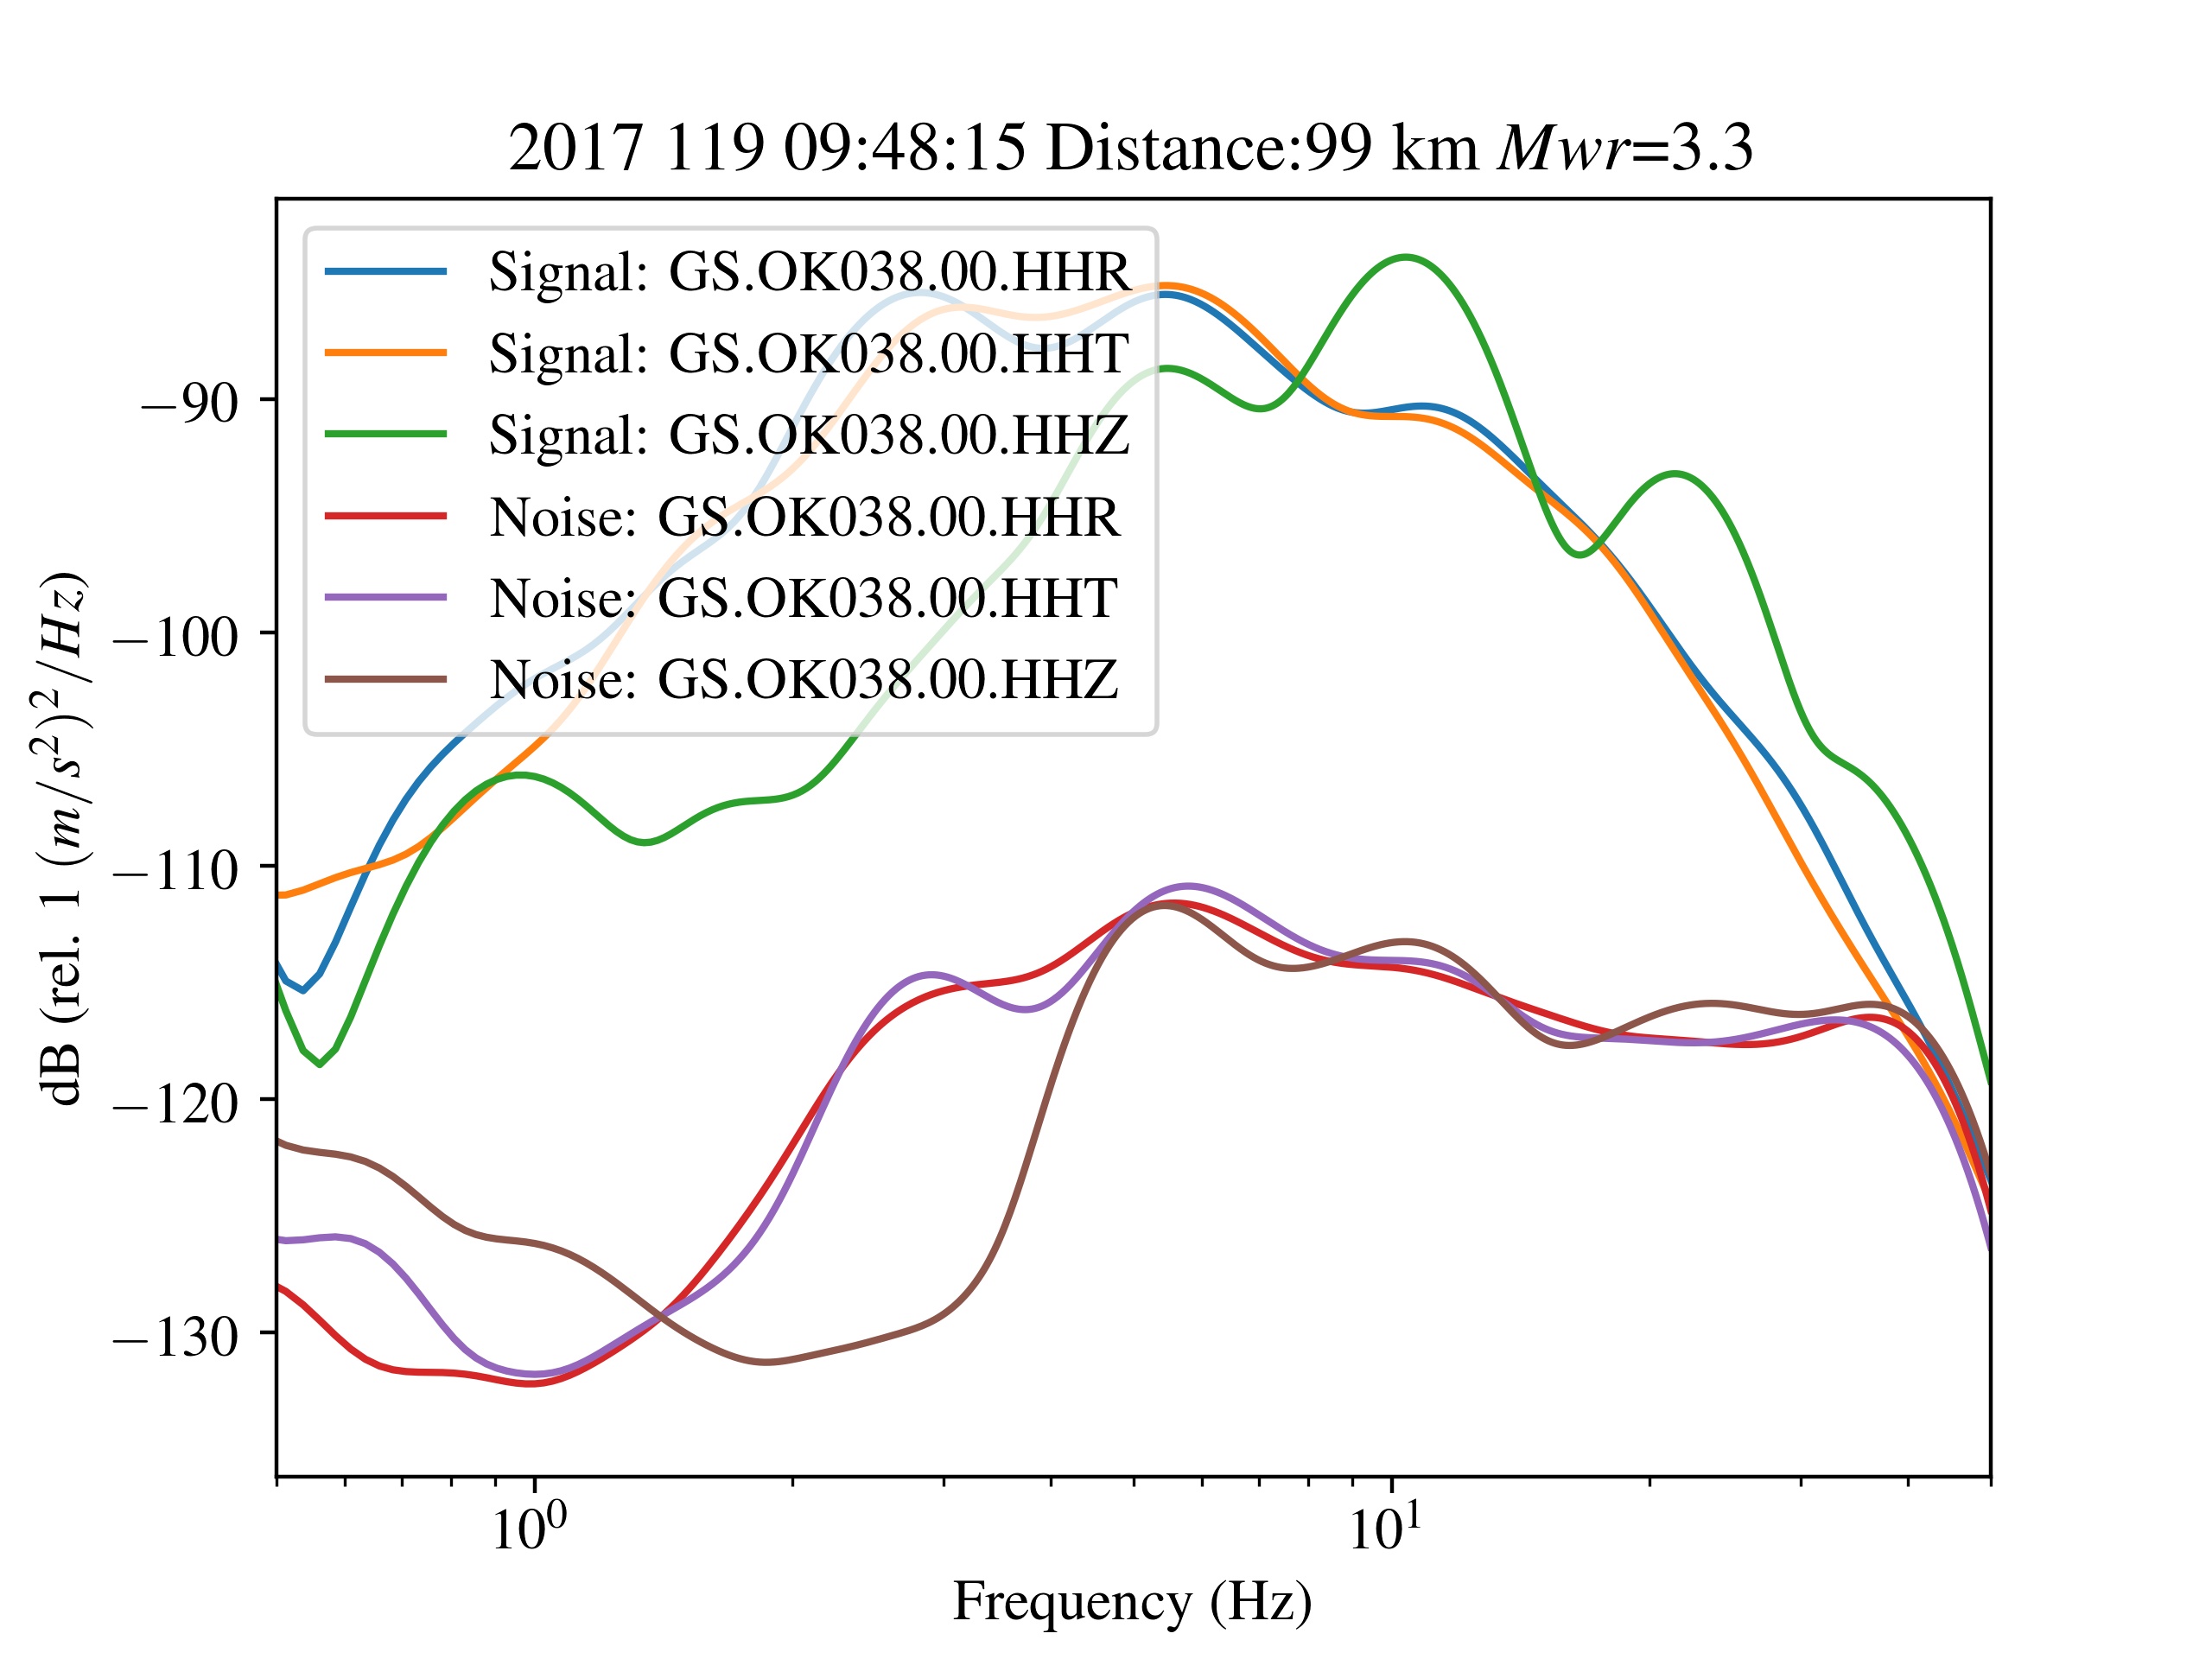 2017 119 09:48:15 Distance:99 km Mwr=3.3
Signal: GS.OK038.00.HHR
Signal: GS.OK038.00.HHT
Signal: GS.OK038.00.HHZ
Noise: GS.OK038.00.HHR
Noise: GS.OK038.00.HHT
Noise: GS.OK038.00.HHZ
−90
−100
−110
−120
−130
dB (rel. 1 (m/s²)²/Hz)
10⁰
10¹
Frequency (Hz)